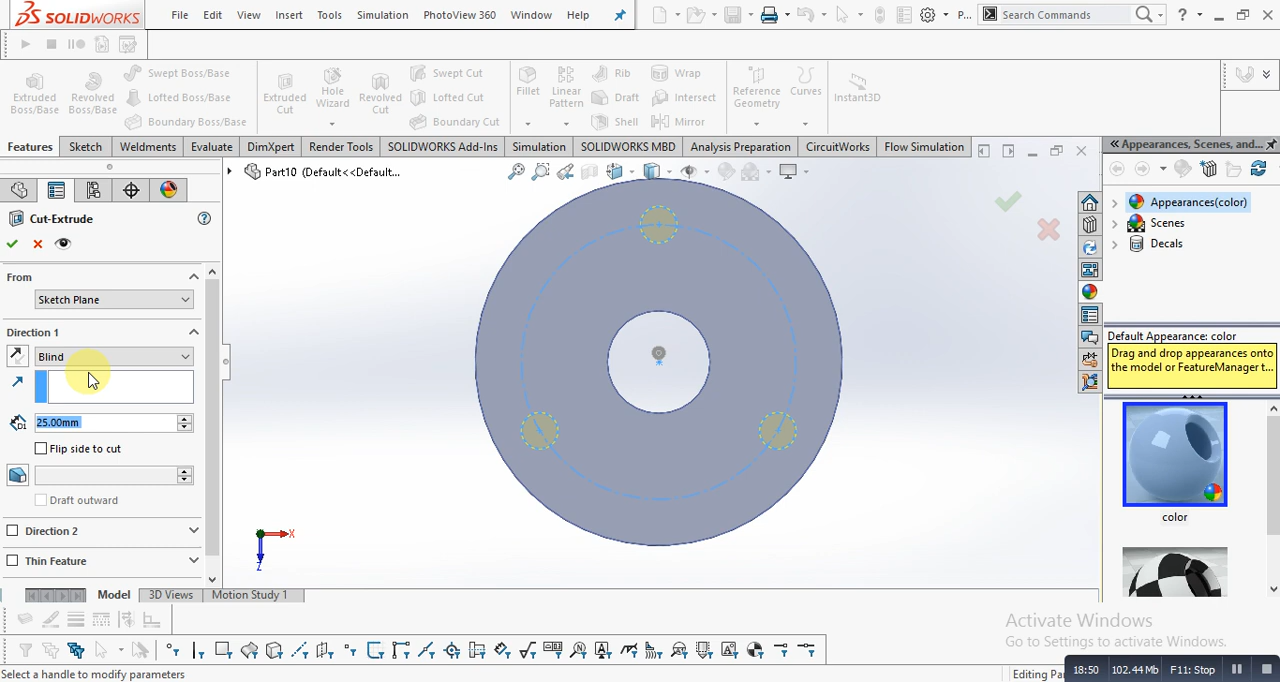 SOLIDWORKS File Edit View Insert Tools Simulation PhotoView 360 Window Help P... Search Commands ?
Extruded Boss/Base
Revolved Boss/Base
Swept Boss/Base
Lofted Boss/Base
Boundary Boss/Base
Extruded Cut
Hole Wizard
Revolved Cut
Swept Cut
Lofted Cut
Boundary Cut
Fillet
Linear Pattern
Rib
Draft
Shell
Wrap
Intersect
Mirror
Reference Geometry
Curves
Instant3D
Features Sketch Weldments Evaluate DimXpert Render Tools SOLIDWORKS Add-Ins Simulation SOLIDWORKS MBD Analysis Preparation CircuitWorks Flow Simulation
Appearances, Scenes, and...
Part10 (Default<<Default...
Cut-Extrude
From
Sketch Plane
Direction 1
Blind
D1
25.00mm
Flip side to cut
Draft outward
Direction 2
Thin Feature
X
Z
Appearances(color)
Scenes
Decals
Default Appearance: color
Drag and drop appearances onto
the model or FeatureManager t...
color
Model 3D Views Motion Study 1
Activate Windows
Go to Settings to activate Windows.
Select a handle to modify parameters
Editing Pa
18:50 102.44 Mb F11: Stop